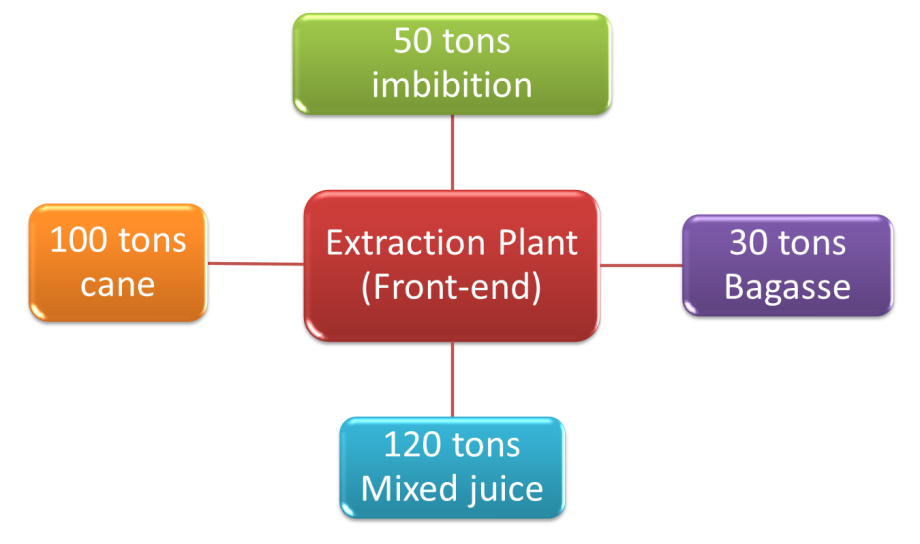 50 tons
imbibition
100 tons
cane
Extraction Plant
(Front-end)
30 tons
Bagasse
120 tons
Mixed juice